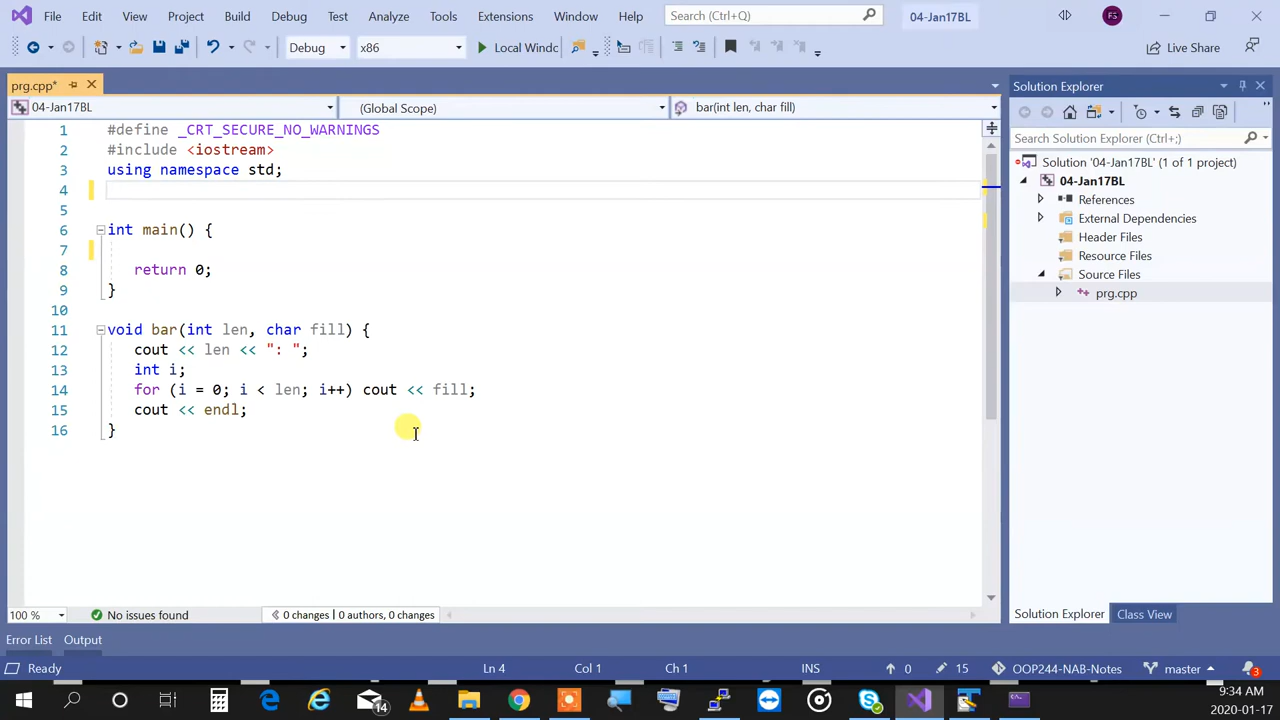 File Edit View Project Build Debug Test Analyze Tools Extensions Window Help Search (Ctrl+Q) 04-Jan17BL FS
Debug x86 Local Windc Live Share
prg.cpp*
04-Jan17BL (Global Scope) bar(int len, char fill)
1 #define _CRT_SECURE_NO_WARNINGS
2 #include <iostream>
3 using namespace std;
4
5
6 int main() {
7
8 return 0;
9 }
10
11 void bar(int len, char fill) {
12 cout << len << ": ";
13 int i;
14 for (i = 0; i < len; i++) cout << fill;
15 cout << endl;
16 }
100 % No issues found 0 changes | 0 authors, 0 changes
Solution Explorer
Search Solution Explorer (Ctrl+;)
Solution '04-Jan17BL' (1 of 1 project)
04-Jan17BL
References
External Dependencies
Header Files
Resource Files
Source Files
prg.cpp
Solution Explorer Class View
Error List Output
Ready Ln 4 Col 1 Ch 1 INS 0 15 OOP244-NAB-Notes master 3
14
9:34 AM
2020-01-17